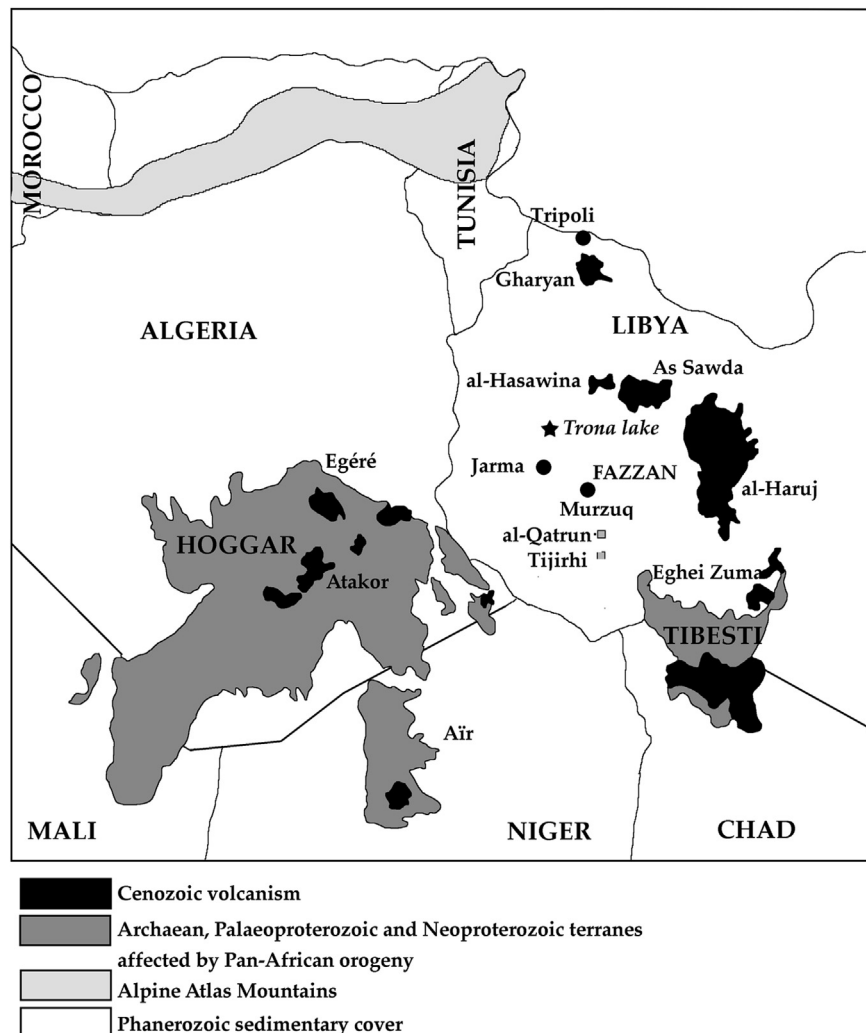 MOROCCO
TUNISIA
Tripoli
Gharyan
ALGERIA
LIBYA
As Sawda
al-Hasawina
Trona lake
Egéré
Jarma
FAZZAN
al-Haruj
Murzuq
al-Qatrun
HOGGAR
Tijirhi
Eghei Zuma
Atakor
TIBESTI
Aïr
MALI
NIGER
CHAD
Cenozoic volcanism
Archaean, Palaeoproterozoic and Neoproterozoic terranes
affected by Pan-African orogeny
Alpine Atlas Mountains
Phanerozoic sedimentary cover